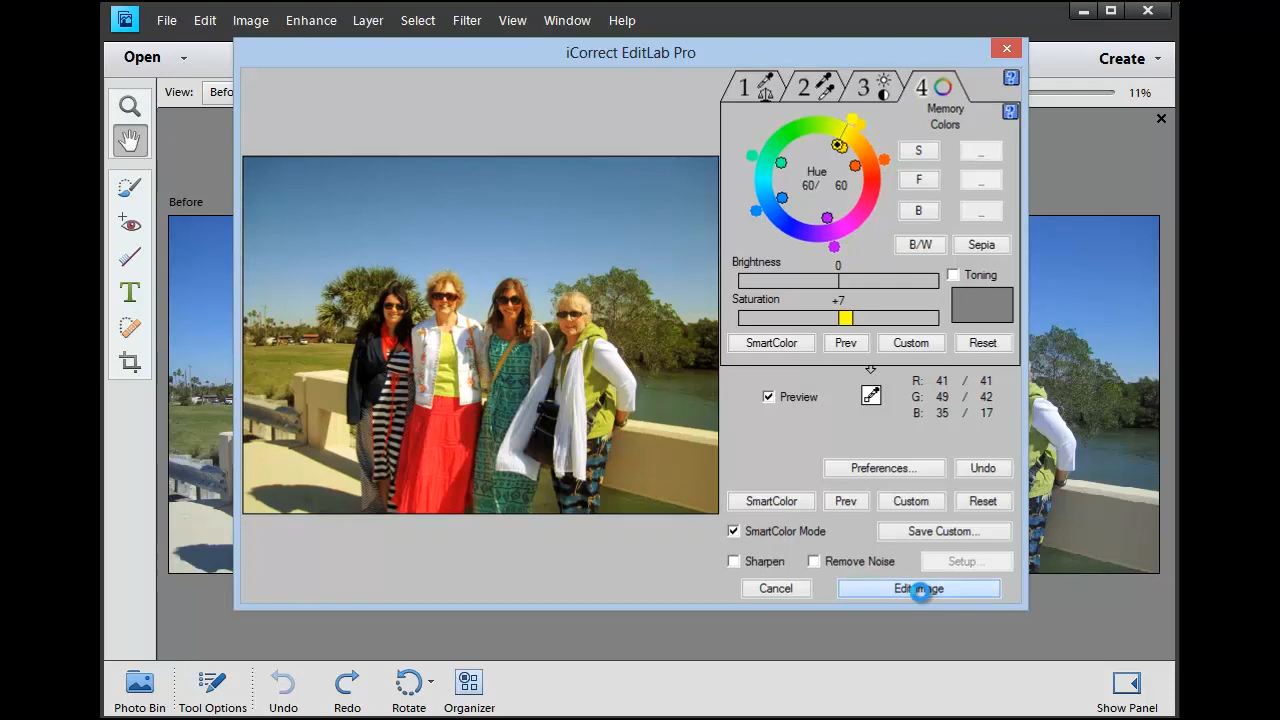 File Edit Image Enhance Layer Select Filter View Window Help
Open
Create
iCorrect EditLab Pro
View: Befo
11%
Before
1 2 3 4
Memory
Colors
Hue
60/ 60
S _
F _
B _
B/W Sepia
Brightness 0
Toning
Saturation +7
SmartColor Prev Custom Reset
Preview
R: 41 / 41
G: 49 / 42
B: 35 / 17
Preferences... Undo
SmartColor Prev Custom Reset
SmartColor Mode Save Custom...
Sharpen Remove Noise Setup...
Cancel Edit Image
Photo Bin Tool Options Undo Redo Rotate Organizer Show Panel